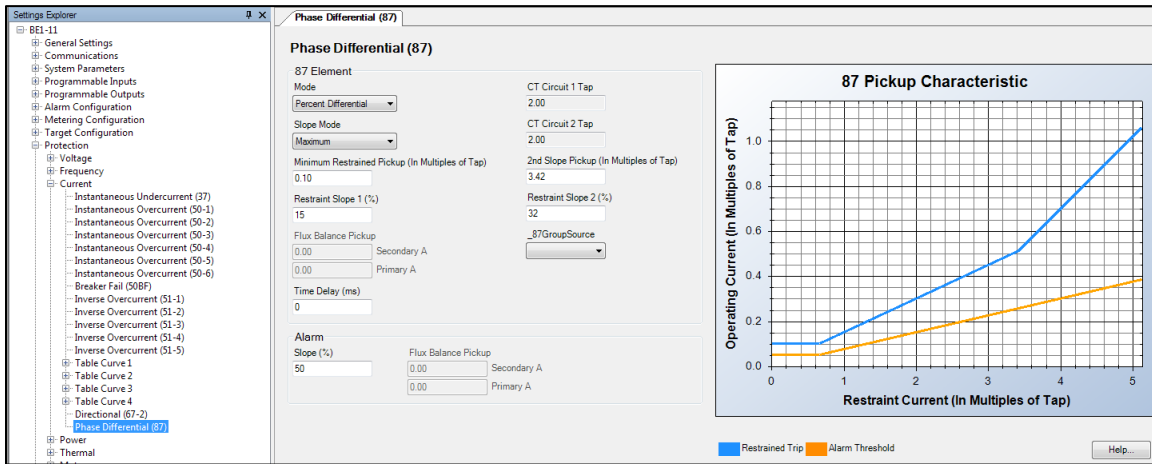 Settings Explorer
BE1-11
General Settings
Communications
System Parameters
Programmable Inputs
Programmable Outputs
Alarm Configuration
Metering Configuration
Target Configuration
Protection
Voltage
Frequency
Current
Instantaneous Undercurrent (37)
Instantaneous Overcurrent (50-1)
Instantaneous Overcurrent (50-2)
Instantaneous Overcurrent (50-3)
Instantaneous Overcurrent (50-4)
Instantaneous Overcurrent (50-5)
Instantaneous Overcurrent (50-6)
Breaker Fail (50BF)
Inverse Overcurrent (51-1)
Inverse Overcurrent (51-2)
Inverse Overcurrent (51-3)
Inverse Overcurrent (51-4)
Inverse Overcurrent (51-5)
Table Curve 1
Table Curve 2
Table Curve 3
Table Curve 4
Directional (67-2)
Phase Differential (87)
Power
Thermal
Phase Differential (87)
Phase Differential (87)
87 Element
Mode
Percent Differential
CT Circuit 1 Tap
2.00
Slope Mode
Maximum
CT Circuit 2 Tap
2.00
Minimum Restrained Pickup (In Multiples of Tap)
0.10
2nd Slope Pickup (In Multiples of Tap)
3.42
Restraint Slope 1 (%)
15
Restraint Slope 2 (%)
32
Flux Balance Pickup
0.00 Secondary A
0.00 Primary A
_87GroupSource
Time Delay (ms)
0
Alarm
Slope (%)
50
Flux Balance Pickup
0.00 Secondary A
0.00 Primary A
87 Pickup Characteristic
Operating Current (In Multiples of Tap)
1.0
0.8
0.6
0.4
0.2
0.0
0 1 2 3 4 5
Restraint Current (In Multiples of Tap)
Restrained Trip Alarm Threshold
Help...